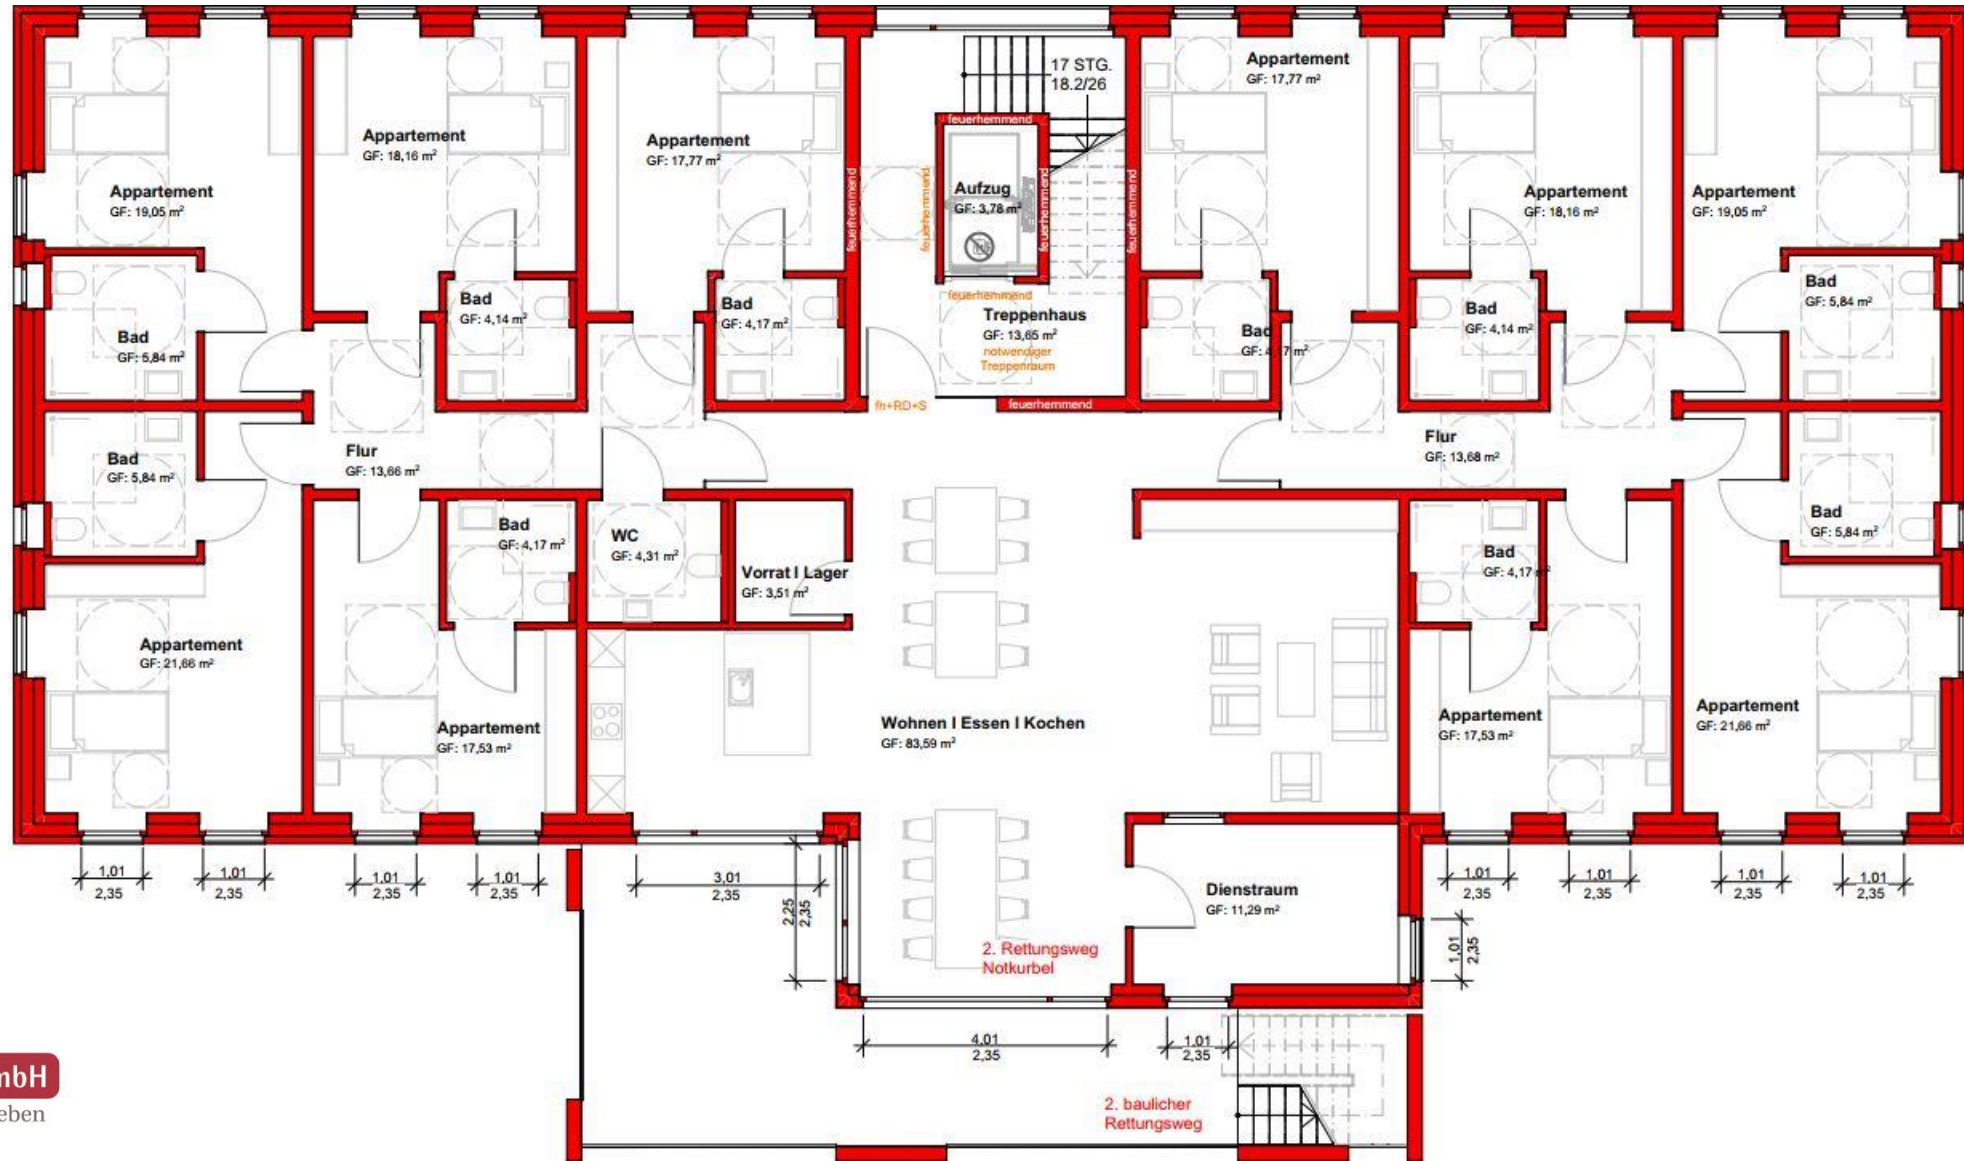 17 STG.
18.2/26
Appartement
GF: 17,77 m²
Appartement
GF: 18,16 m²
Appartement
GF: 17,77 m²
Appartement
GF: 19,05 m²
Appartement
GF: 18,16 m²
Appartement
GF: 19,05 m²
feuerhemmend
feuerhemmend
feuerhemmend
feuerhemmend
feuerhemmend
Aufzug
GF: 3,78 m²
feuerhemmend
Treppenhaus
GF: 13,65 m²
notwendiger
Treppenraum
fh+RD+S
feuerhemmend
Bad
GF: 5,84 m²
Bad
GF: 4,14 m²
Bad
GF: 4,17 m²
Bad
Bad
GF: 4,14 m²
Bad
GF: 5,84 m²
Bad
GF: 5,84 m²
Flur
GF: 13,66 m²
Flur
GF: 13,68 m²
Bad
GF: 4,17 m²
WC
GF: 4,31 m²
Vorrat I Lager
GF: 3,51 m²
Bad
GF: 4,17 m²
Bad
GF: 5,84 m²
Appartement
GF: 21,66 m²
Appartement
GF: 17,53 m²
Wohnen I Essen I Kochen
GF: 83,59 m²
Appartement
GF: 17,53 m²
Appartement
GF: 21,66 m²
1,01
2,35
1,01
2,35
1,01
2,35
1,01
2,35
3,01
2,35
2,25
2,35
Dienstraum
GF: 11,29 m²
1,01
2,35
1,01
2,35
1,01
2,35
1,01
2,35
1,01
2,35
2. Rettungsweg
Notkurbel
4,01
2,35
1,01
2,35
2. baulicher
Rettungsweg
mbH
eben